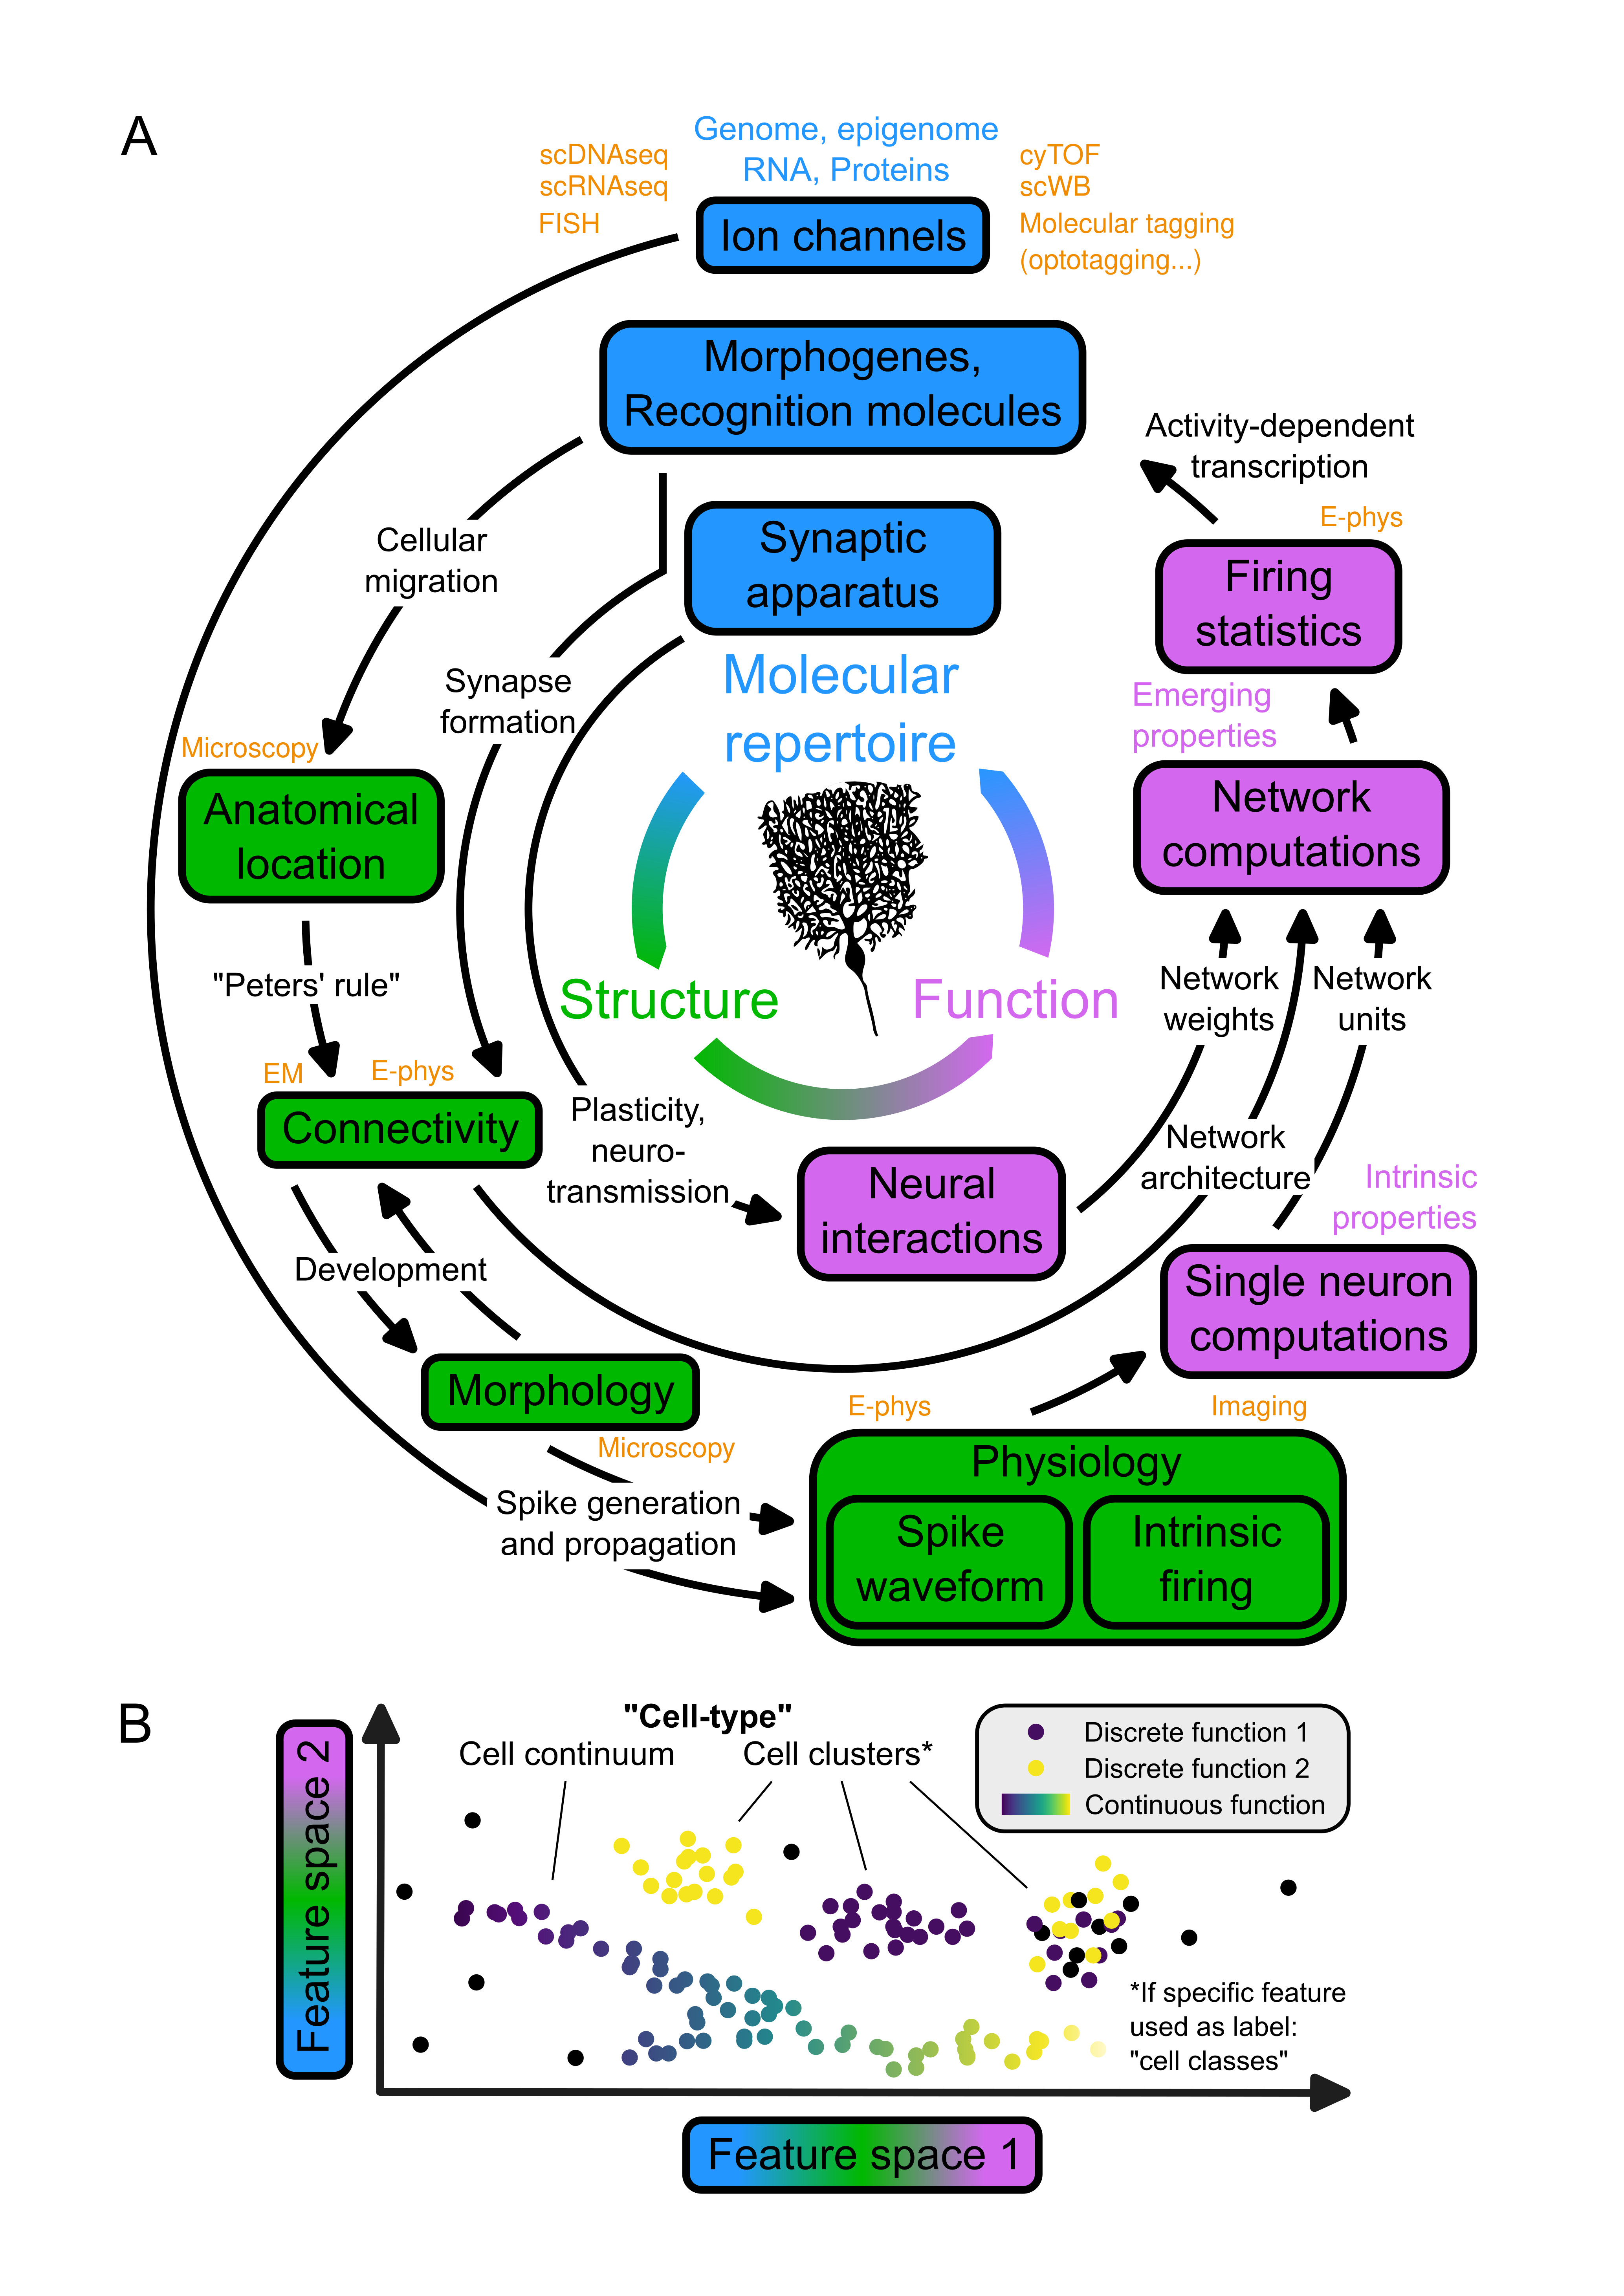 A
Genome, epigenome
RNA, Proteins
scDNAseq
scRNAseq
FISH
cyTOF
scWB
Molecular tagging
(optotagging...)
Ion channels
Morphogenes,
Recognition molecules
Activity-dependent
transcription
E-phys
Cellular
migration
Synaptic
apparatus
Firing
statistics
Synapse
formation
Molecular
repertoire
Emerging
properties
Microscopy
Anatomical
location
Network
computations
"Peters' rule"
Structure
Function
Network
weights
Network
units
EM
E-phys
Connectivity
Plasticity,
neuro-
transmission
Neural
interactions
Network
architecture
Intrinsic
properties
Development
Single neuron
computations
Morphology
Microscopy
E-phys
Imaging
Physiology
Spike generation
and propagation
Spike
waveform
Intrinsic
firing
B
Feature space 2
"Cell-type"
Cell continuum
Cell clusters*
Discrete function 1
Discrete function 2
Continuous function
*If specific feature
used as label:
"cell classes"
Feature space 1